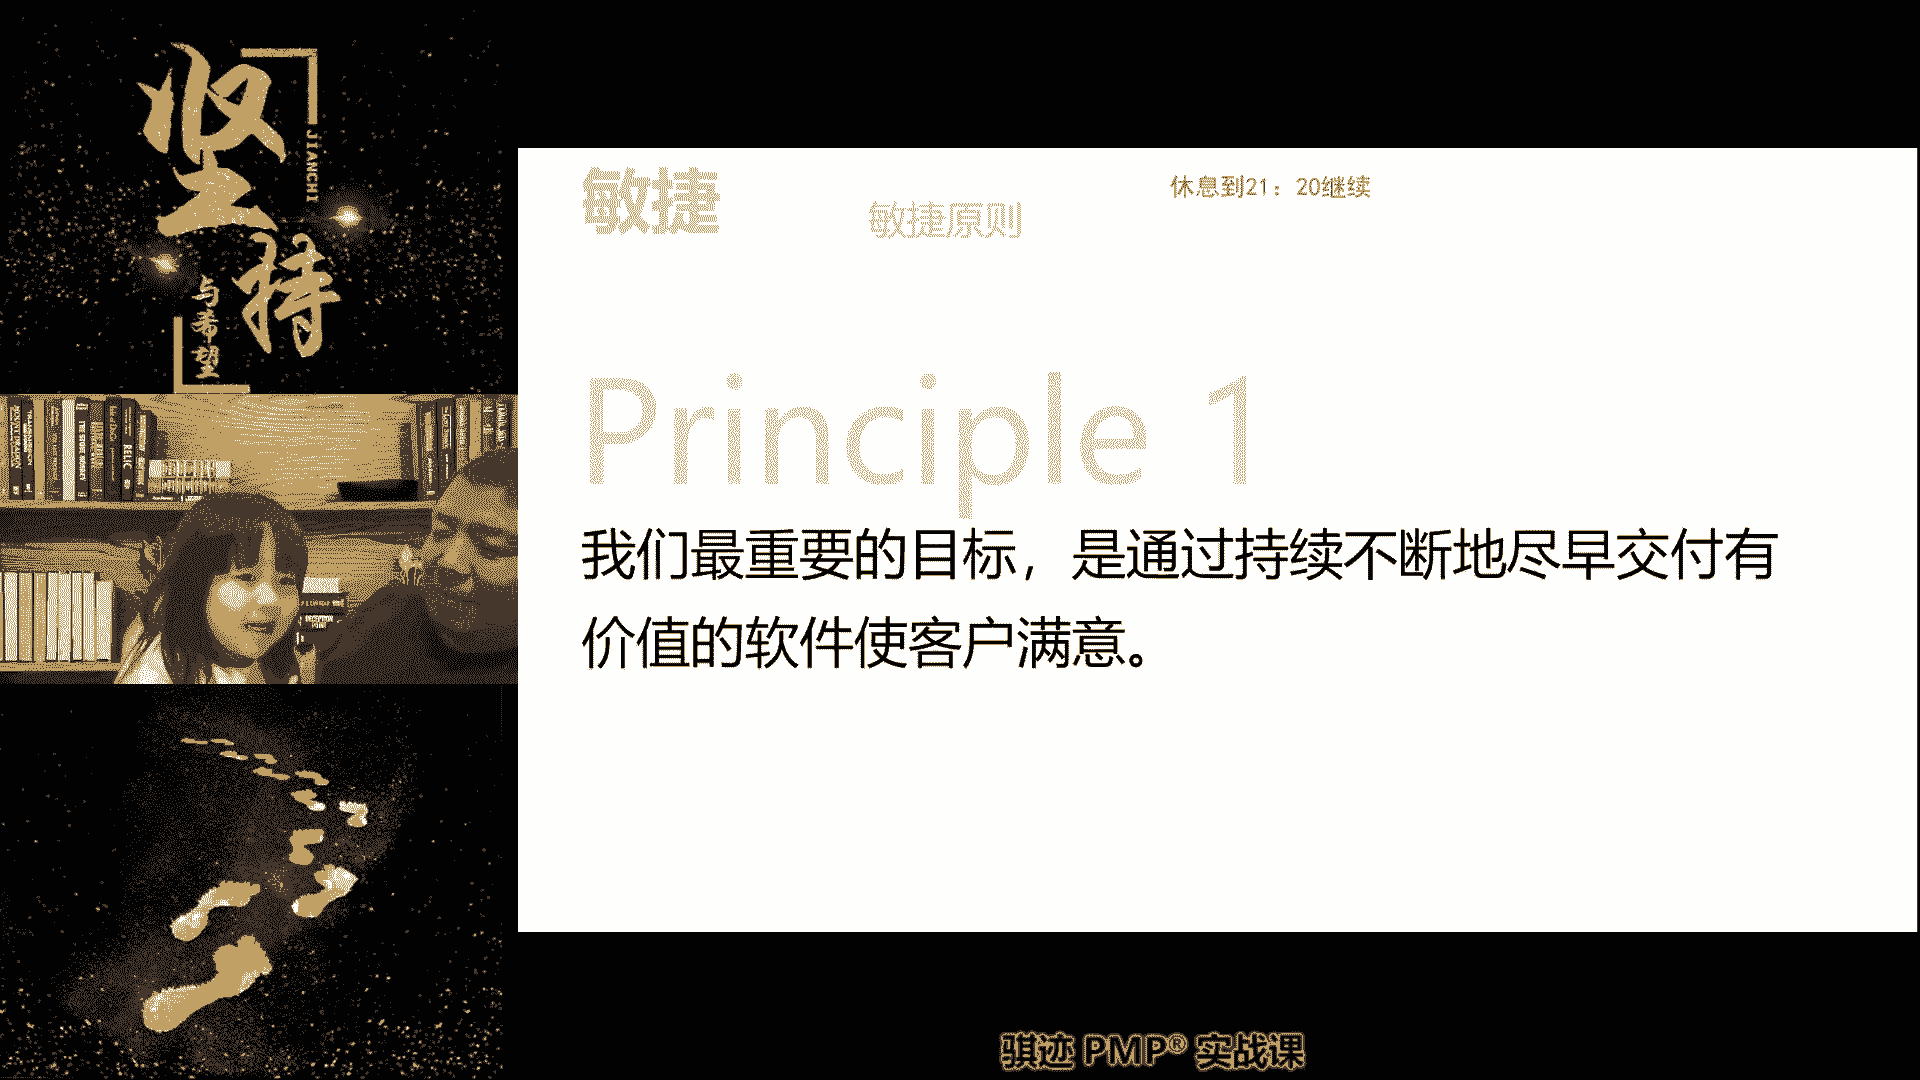 坚持
JIANCHI
与希望
RELIC
DECEPTION
POINT
敏捷
敏捷原则
休息到21：20继续
Principle 1
我们最重要的目标，是通过持续不断地尽早交付有
价值的软件使客户满意。
骐迹 PMP® 实战课